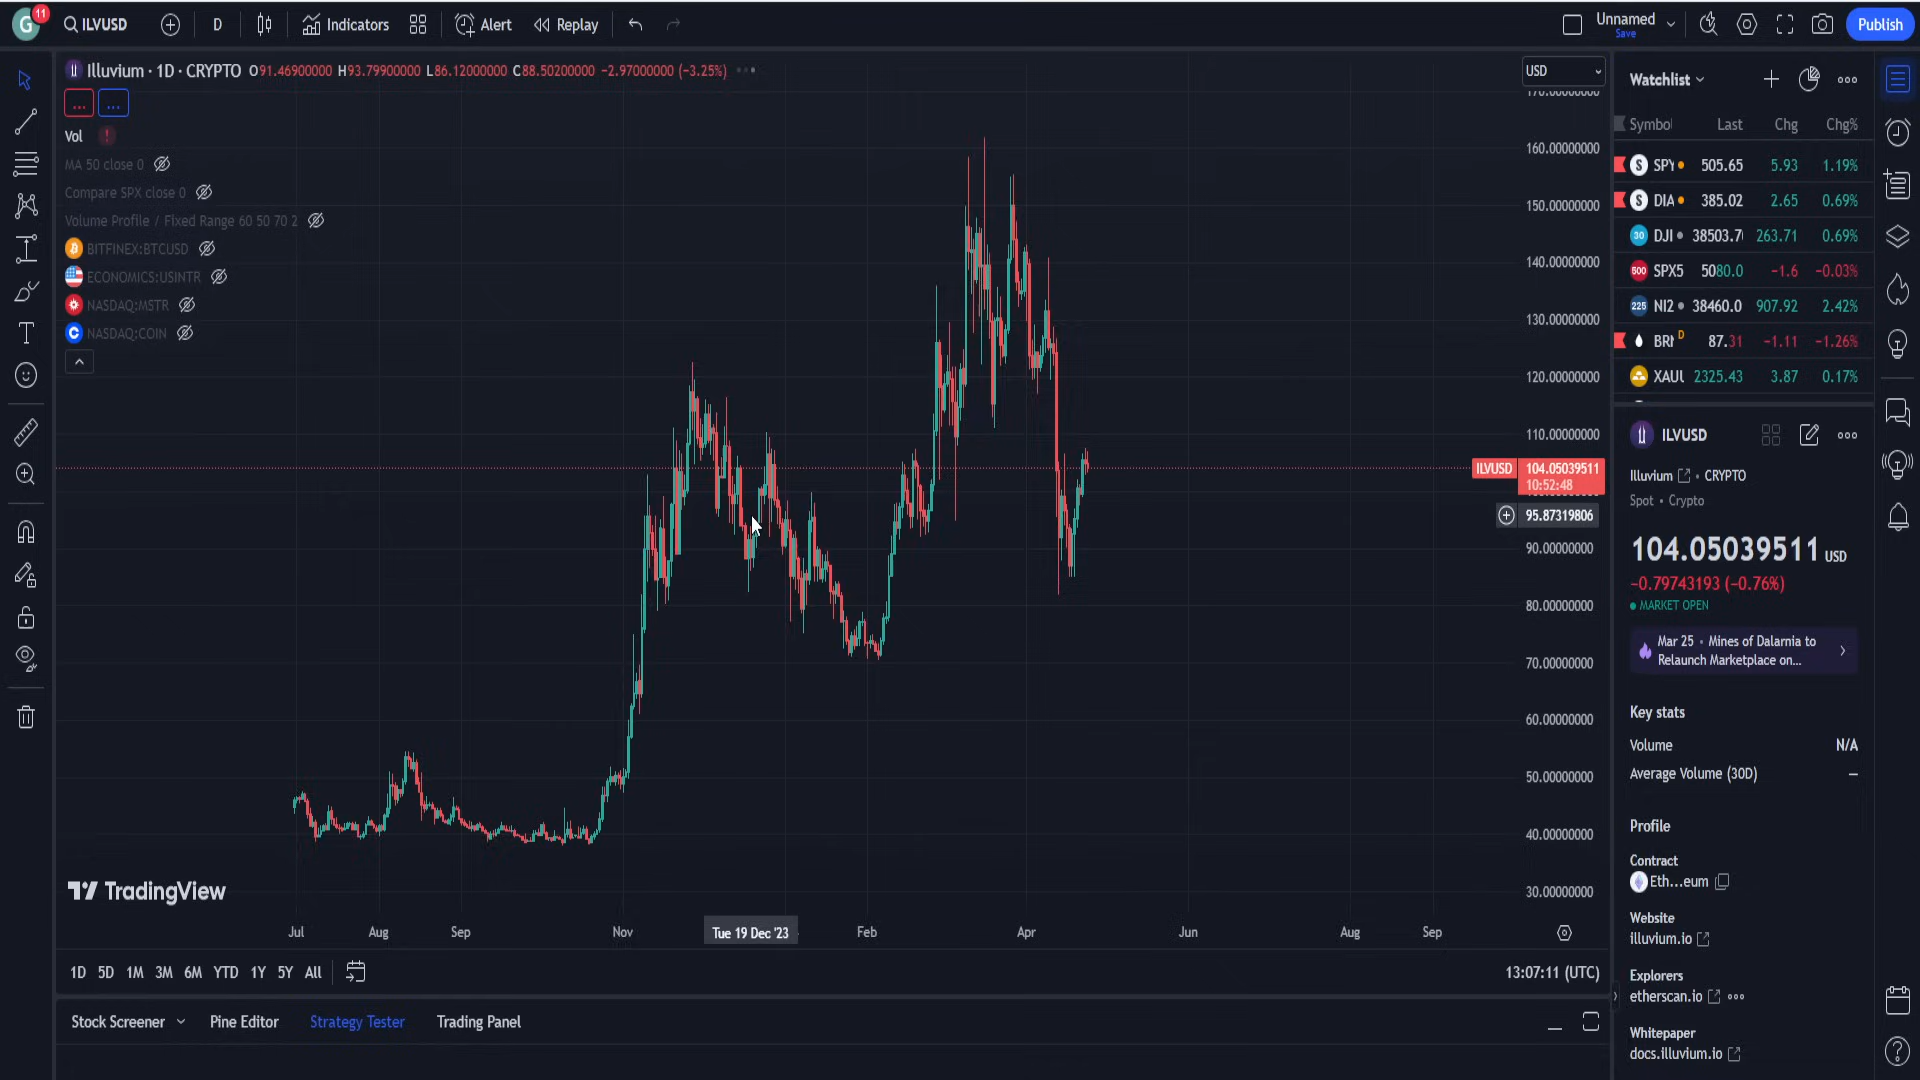 G 11 ILVUSD D Indicators Alert Replay Unnamed Save Publish
Illuvium · 1D · CRYPTO O91.46900000 H93.79900000 L86.12000000 C88.50200000 −2.97000000 (−3.25%)
USD
Vol !
MA 50 close 0
Compare SPX close 0
Volume Profile / Fixed Range 60 50 70 2
BITFINEX:BTCUSD
ECONOMICS:USINTR
NASDAQ:MSTR
NASDAQ:COIN
160.00000000
150.00000000
140.00000000
130.00000000
120.00000000
110.00000000
ILVUSD 104.05039511
10:52:48
95.87319806
90.00000000
80.00000000
70.00000000
60.00000000
50.00000000
40.00000000
30.00000000
TradingView
Jul Aug Sep Nov Tue 19 Dec '23 Feb Apr Jun Aug Sep
1D 5D 1M 3M 6M YTD 1Y 5Y All 13:07:11 (UTC)
Stock Screener Pine Editor Strategy Tester Trading Panel
Watchlist
Symbol Last Chg Chg%
S SPY 505.65 5.93 1.19%
S DIA 385.02 2.65 0.69%
30 DJI 38503.7 263.71 0.69%
500 SPX5 5080.0 −1.6 −0.03%
225 NI2 38460.0 907.92 2.42%
BRN D 87.31 −1.11 −1.26%
XAU 2325.43 3.87 0.17%
ILVUSD
Illuvium · CRYPTO
Spot · Crypto
104.05039511 USD
−0.79743193 (−0.76%)
MARKET OPEN
Mar 25 · Mines of Dalarnia to
Relaunch Marketplace on...
Key stats
Volume N/A
Average Volume (30D) —
Profile
Contract
Eth...eum
Website
illuvium.io
Explorers
etherscan.io
Whitepaper
docs.illuvium.io